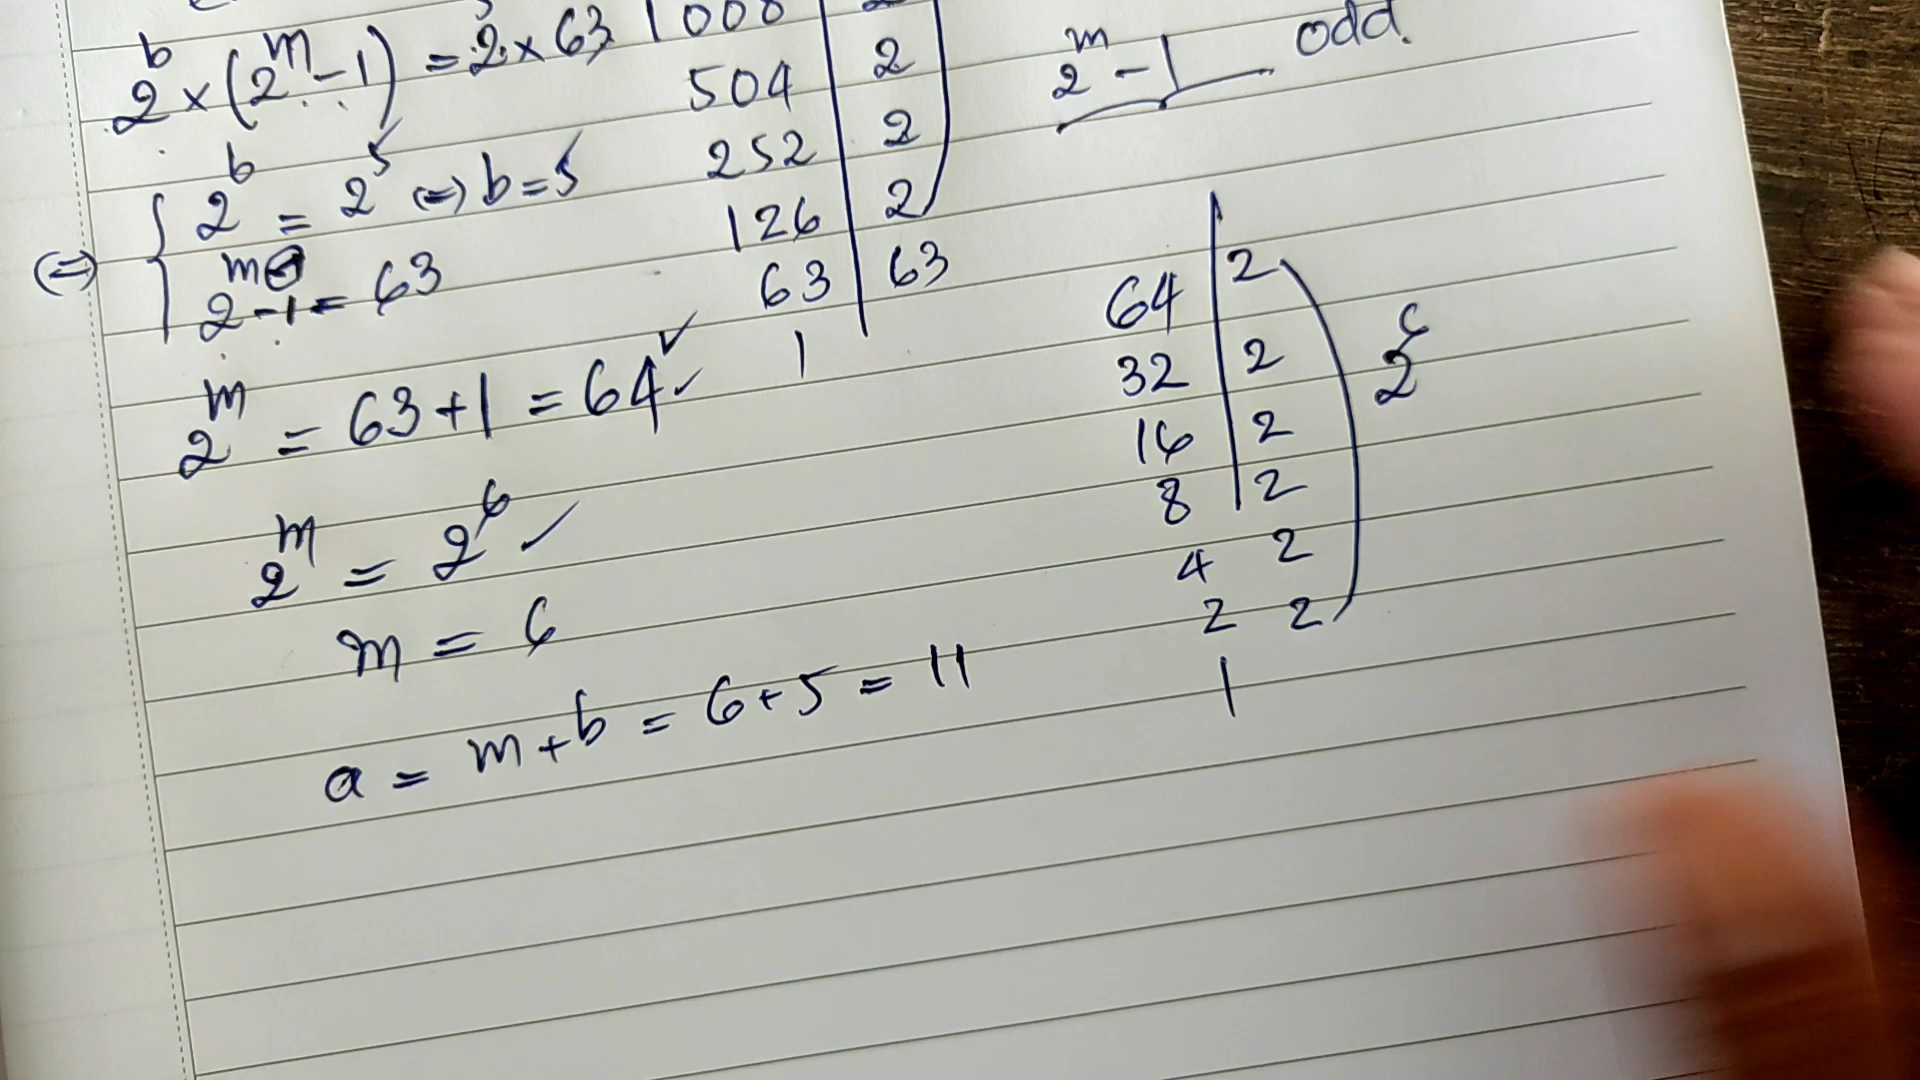 2^b × (2^m - 1) = 2^5 × 63
⇔ { 2^b = 2^5 ⇔ b = 5
2^m - 1 = 63
2^m = 63 + 1 = 64
2^m = 2^6
m = 6
a = m + b = 6 + 5 = 11
1008 | 2
504 | 2
252 | 2
126 | 2
63 | 63
1
2^m - 1 odd.
64 | 2
32 | 2
16 | 2
8 | 2
4 2
2 2
1
2^6